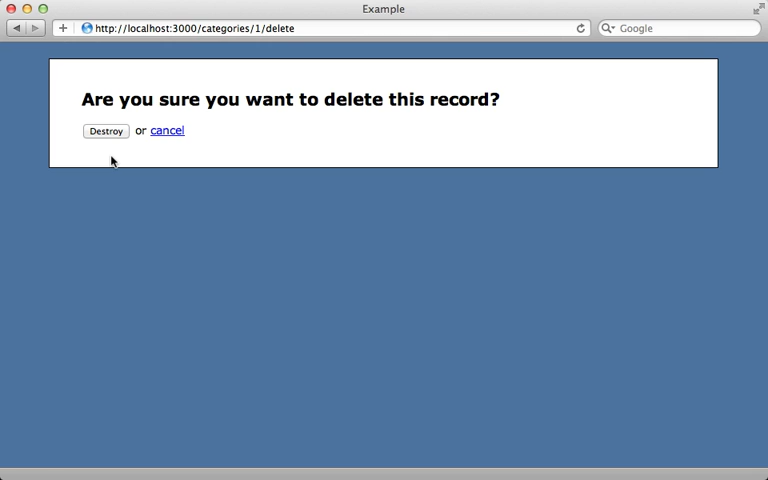 Example
http://localhost:3000/categories/1/delete
Google
Are you sure you want to delete this record?
Destroy or cancel